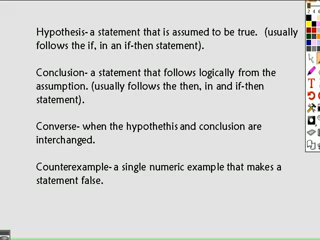 Hypothesis- a statement that is assumed to be true. (usually
follows the if, in an if-then statement).
Conclusion- a statement that follows logically from the
assumption. (usually follows the then, in and if-then
statement).
Converse- when the hypothethis and conclusion are
interchanged.
Counterexample- a single numeric example that makes a
statement false.